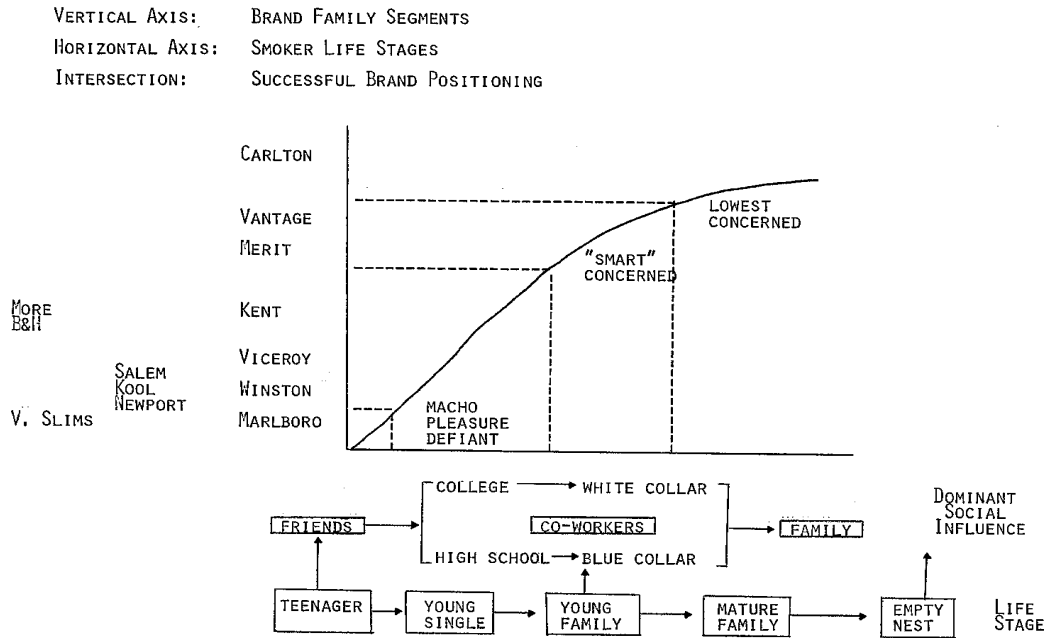 VERTICAL AXIS: BRAND FAMILY SEGMENTS
HORIZONTAL AXIS: SMOKER LIFE STAGES
INTERSECTION: SUCCESSFUL BRAND POSITIONING
CARLTON
VANTAGE
MERIT
KENT
VICEROY
WINSTON
MARLBORO
MORE
B&H
SALEM
KOOL
NEWPORT
V. SLIMS
LOWEST
CONCERNED
"SMART"
CONCERNED
MACHO
PLEASURE
DEFIANT
COLLEGE WHITE COLLAR
FRIENDS CO-WORKERS FAMILY
HIGH SCHOOL BLUE COLLAR
DOMINANT
SOCIAL
INFLUENCE
TEENAGER
YOUNG
SINGLE
YOUNG
FAMILY
MATURE
FAMILY
EMPTY
NEST
LIFE
STAGE